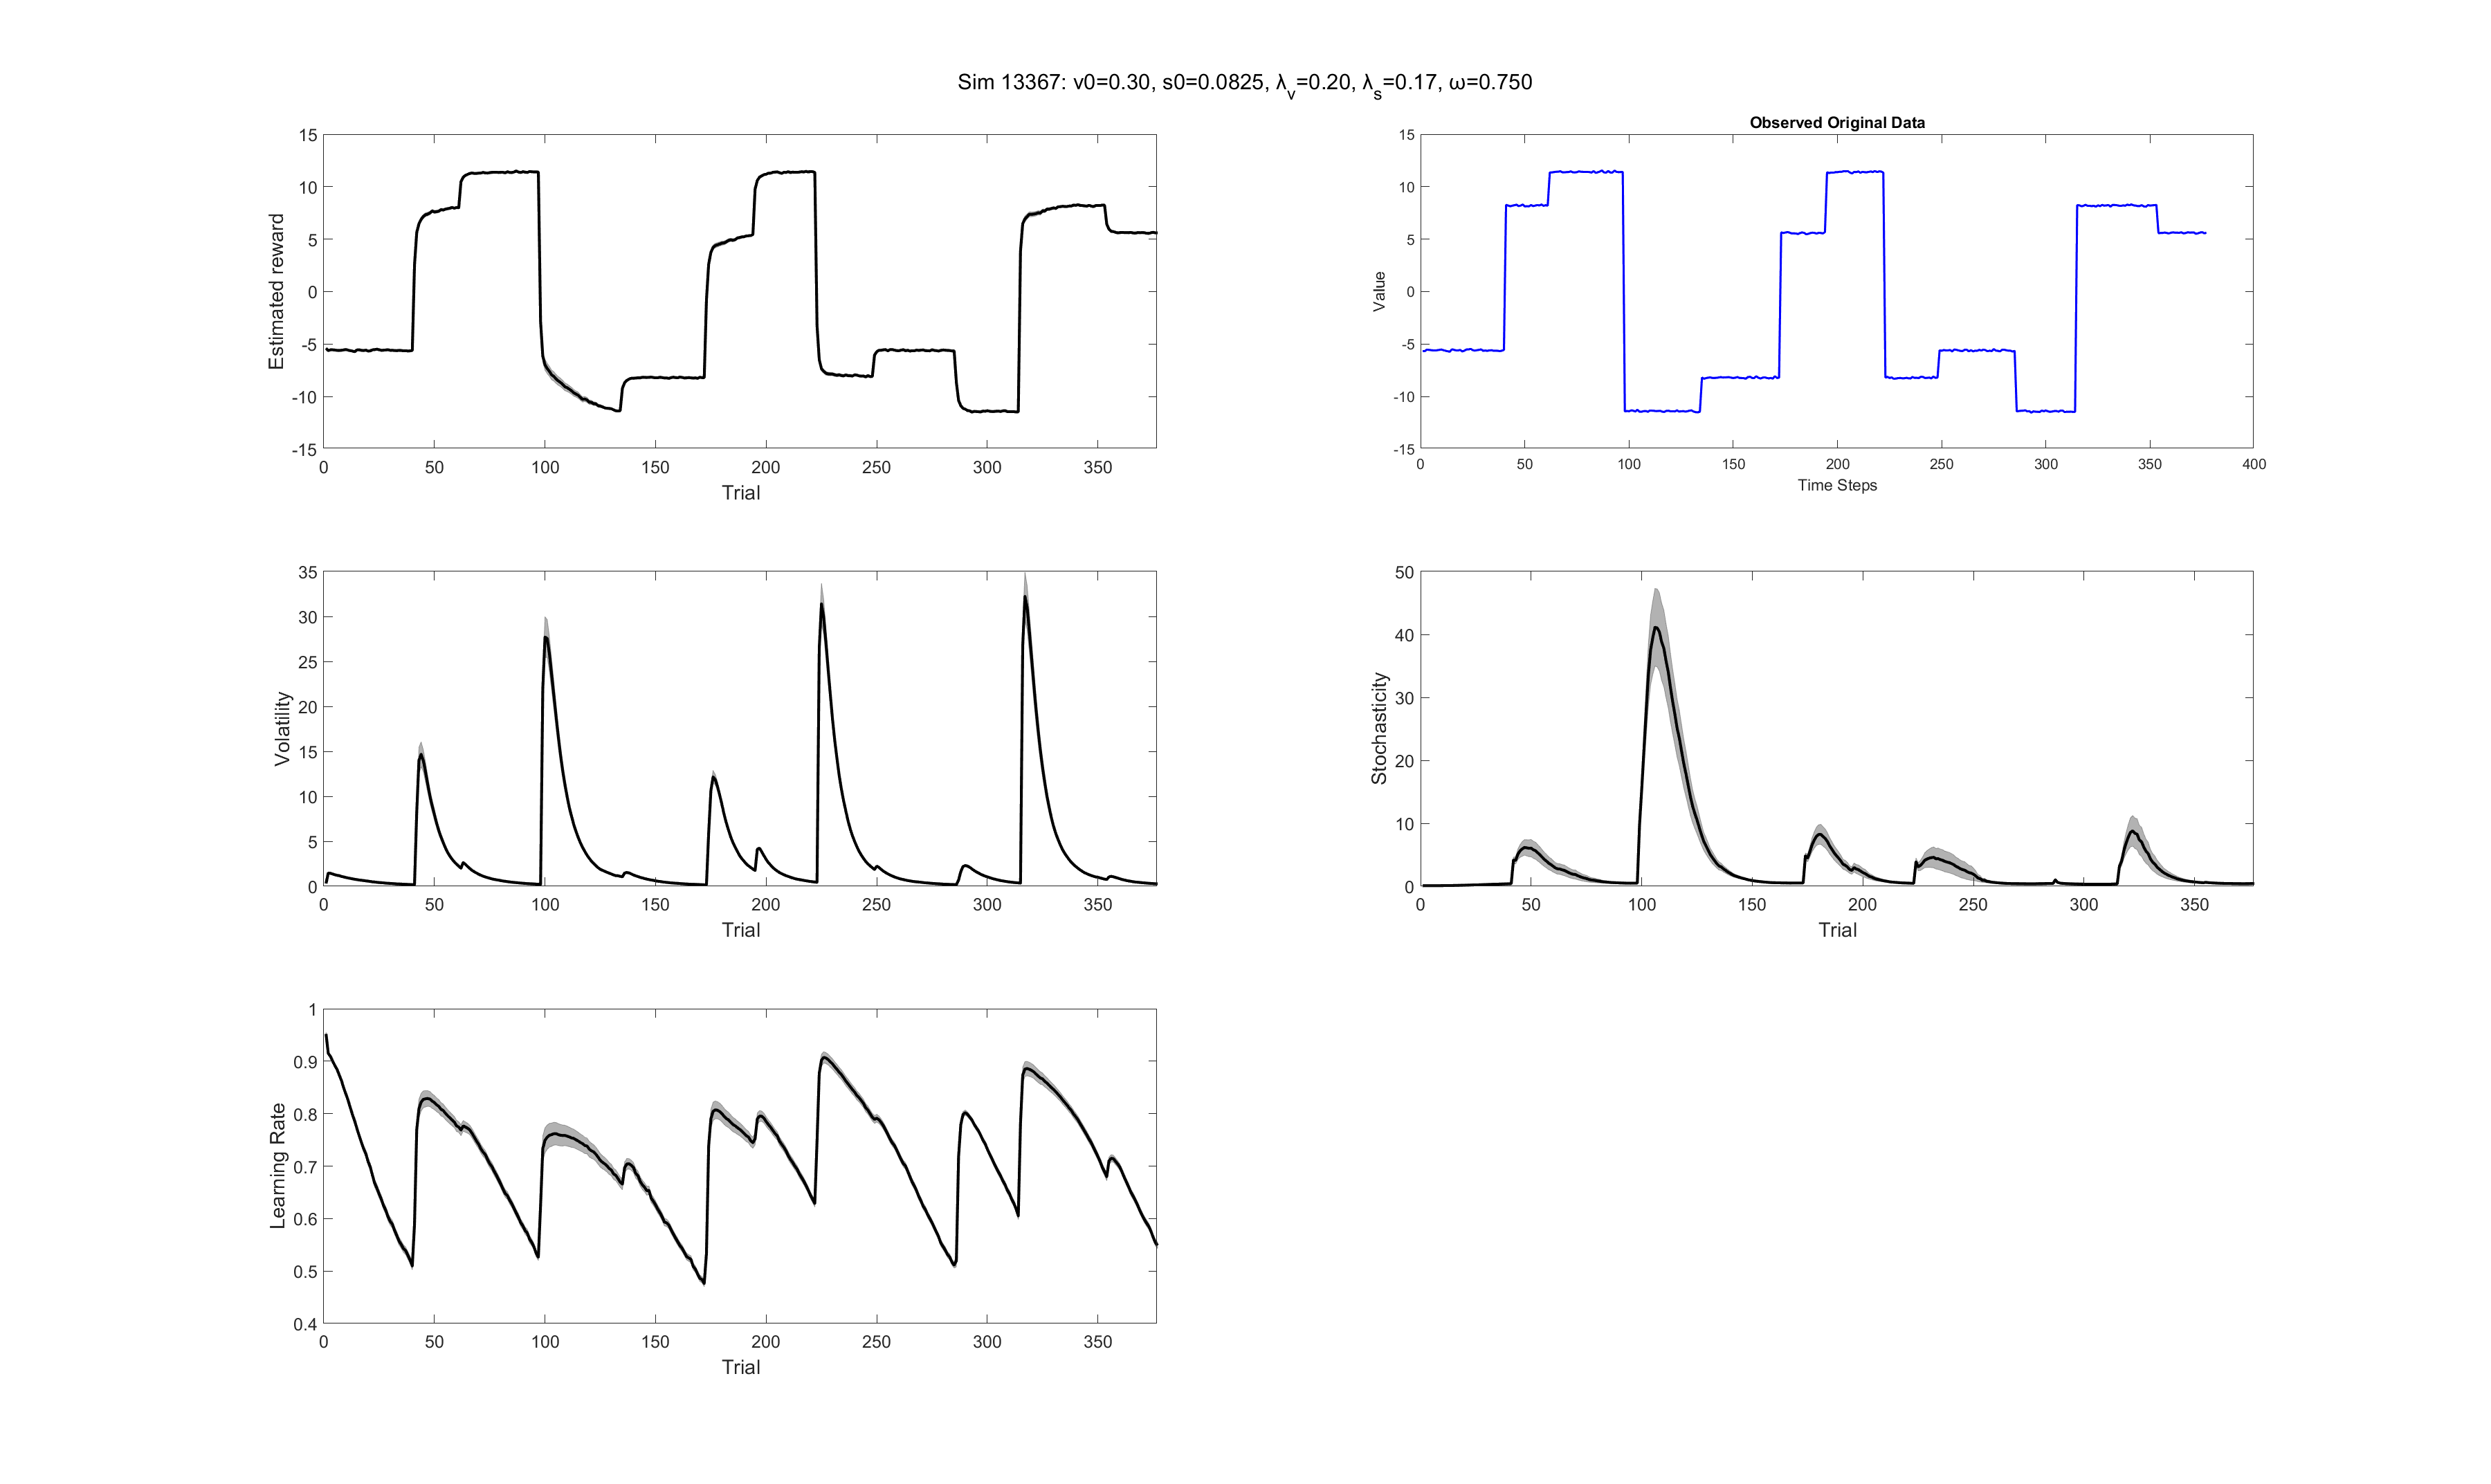 Sim 13367: v0=0.30, s0=0.0825, λv=0.20, λs=0.17, ω=0.750
15
10
5
0
-5
-10
-15
Estimated reward
0 50 100 150 200 250 300 350
Trial
Observed Original Data
15
10
5
0
-5
-10
-15
Value
0 50 100 150 200 250 300 350 400
Time Steps
35
30
25
20
15
10
5
0
Volatility
0 50 100 150 200 250 300 350
Trial
50
40
30
20
10
0
Stochasticity
0 50 100 150 200 250 300 350
Trial
1
0.9
0.8
0.7
0.6
0.5
0.4
Learning Rate
0 50 100 150 200 250 300 350
Trial